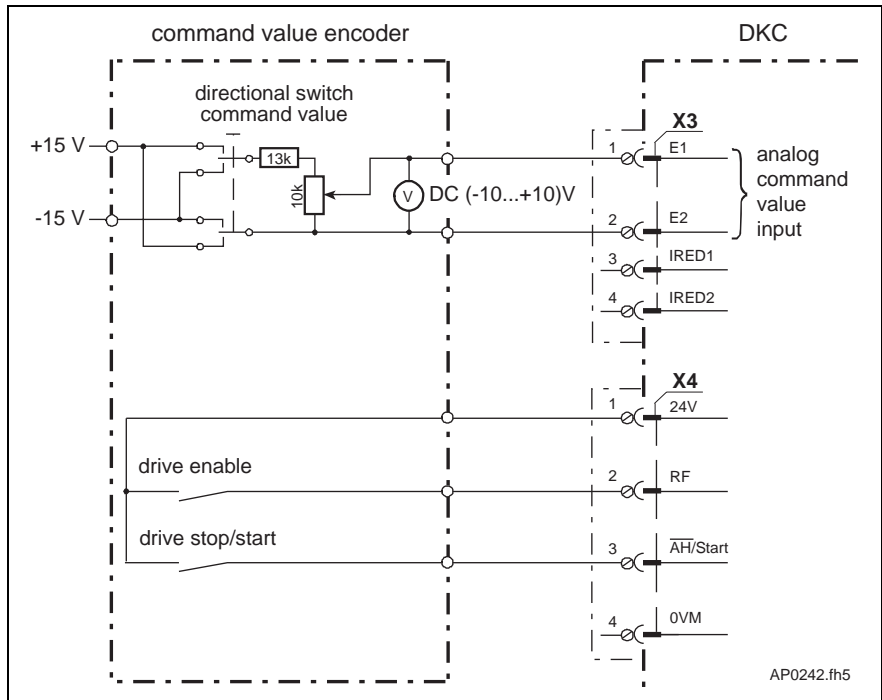 command value encoder
DKC
directional switch
command value
+15 V
-15 V
13k
10k
V
DC (-10...+10)V
X3
1
E1
2
E2
3
IRED1
4
IRED2
analog
command
value
input
X4
1
24V
drive enable
2
RF
drive stop/start
3
A̅H̅/Start
4
0VM
AP0242.fh5